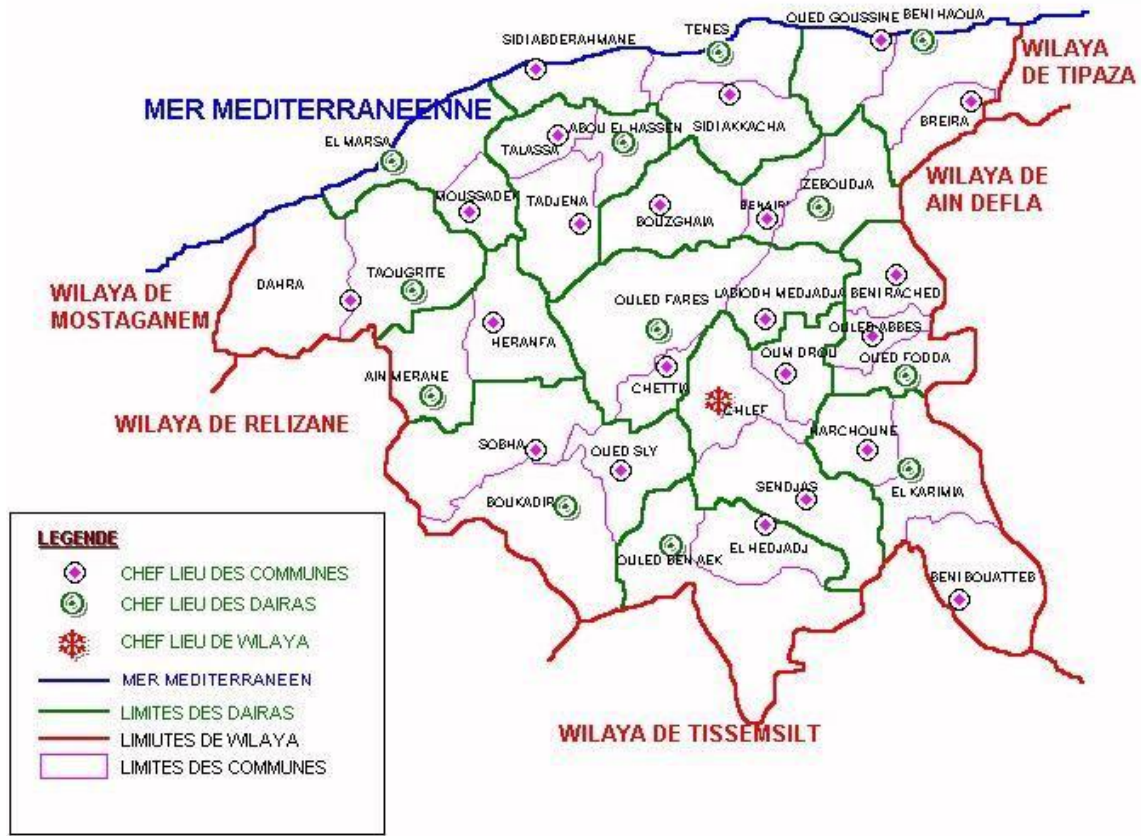 OUED GOUSSINE
BENI HAOUA
TENES
SIDI ABDERAHMANE
WILAYA
DE TIPAZA
MER MEDITERRANEENNE
BREIRA
ABOU EL HASSEN
SIDI AKKACHA
EL MARSA
TALASSA
WILAYA DE
AIN DEFLA
ZEBOUDJA
MOUSSADEK
TADJENA
BOUZGHAIA
BENAIRI
DAHRA
TAOUGRITE
WILAYA DE
MOSTAGANEM
OULED FARES
LABIODH MEDJADJA
BENI RACHED
OULED ABBES
HERANFA
OUM DROU
OUED FODDA
AIN MERANE
CHETTIA
CHLEF
WILAYA DE RELIZANE
HARCHOUNE
SOBHA
OUED SLY
SENDJAS
EL KARIMIA
BOUKADIR
EL HEDJADJ
OULED BEN AEK
BENI BOUATTEB
WILAYA DE TISSEMSILT
LEGENDE
CHEF LIEU DES COMMUNES
CHEF LIEU DES DAIRAS
CHEF LIEU DE WILAYA
MER MEDITERRANEEN
LIMITES DES DAIRAS
LIMIUTES DE WILAYA
LIMITES DES COMMUNES